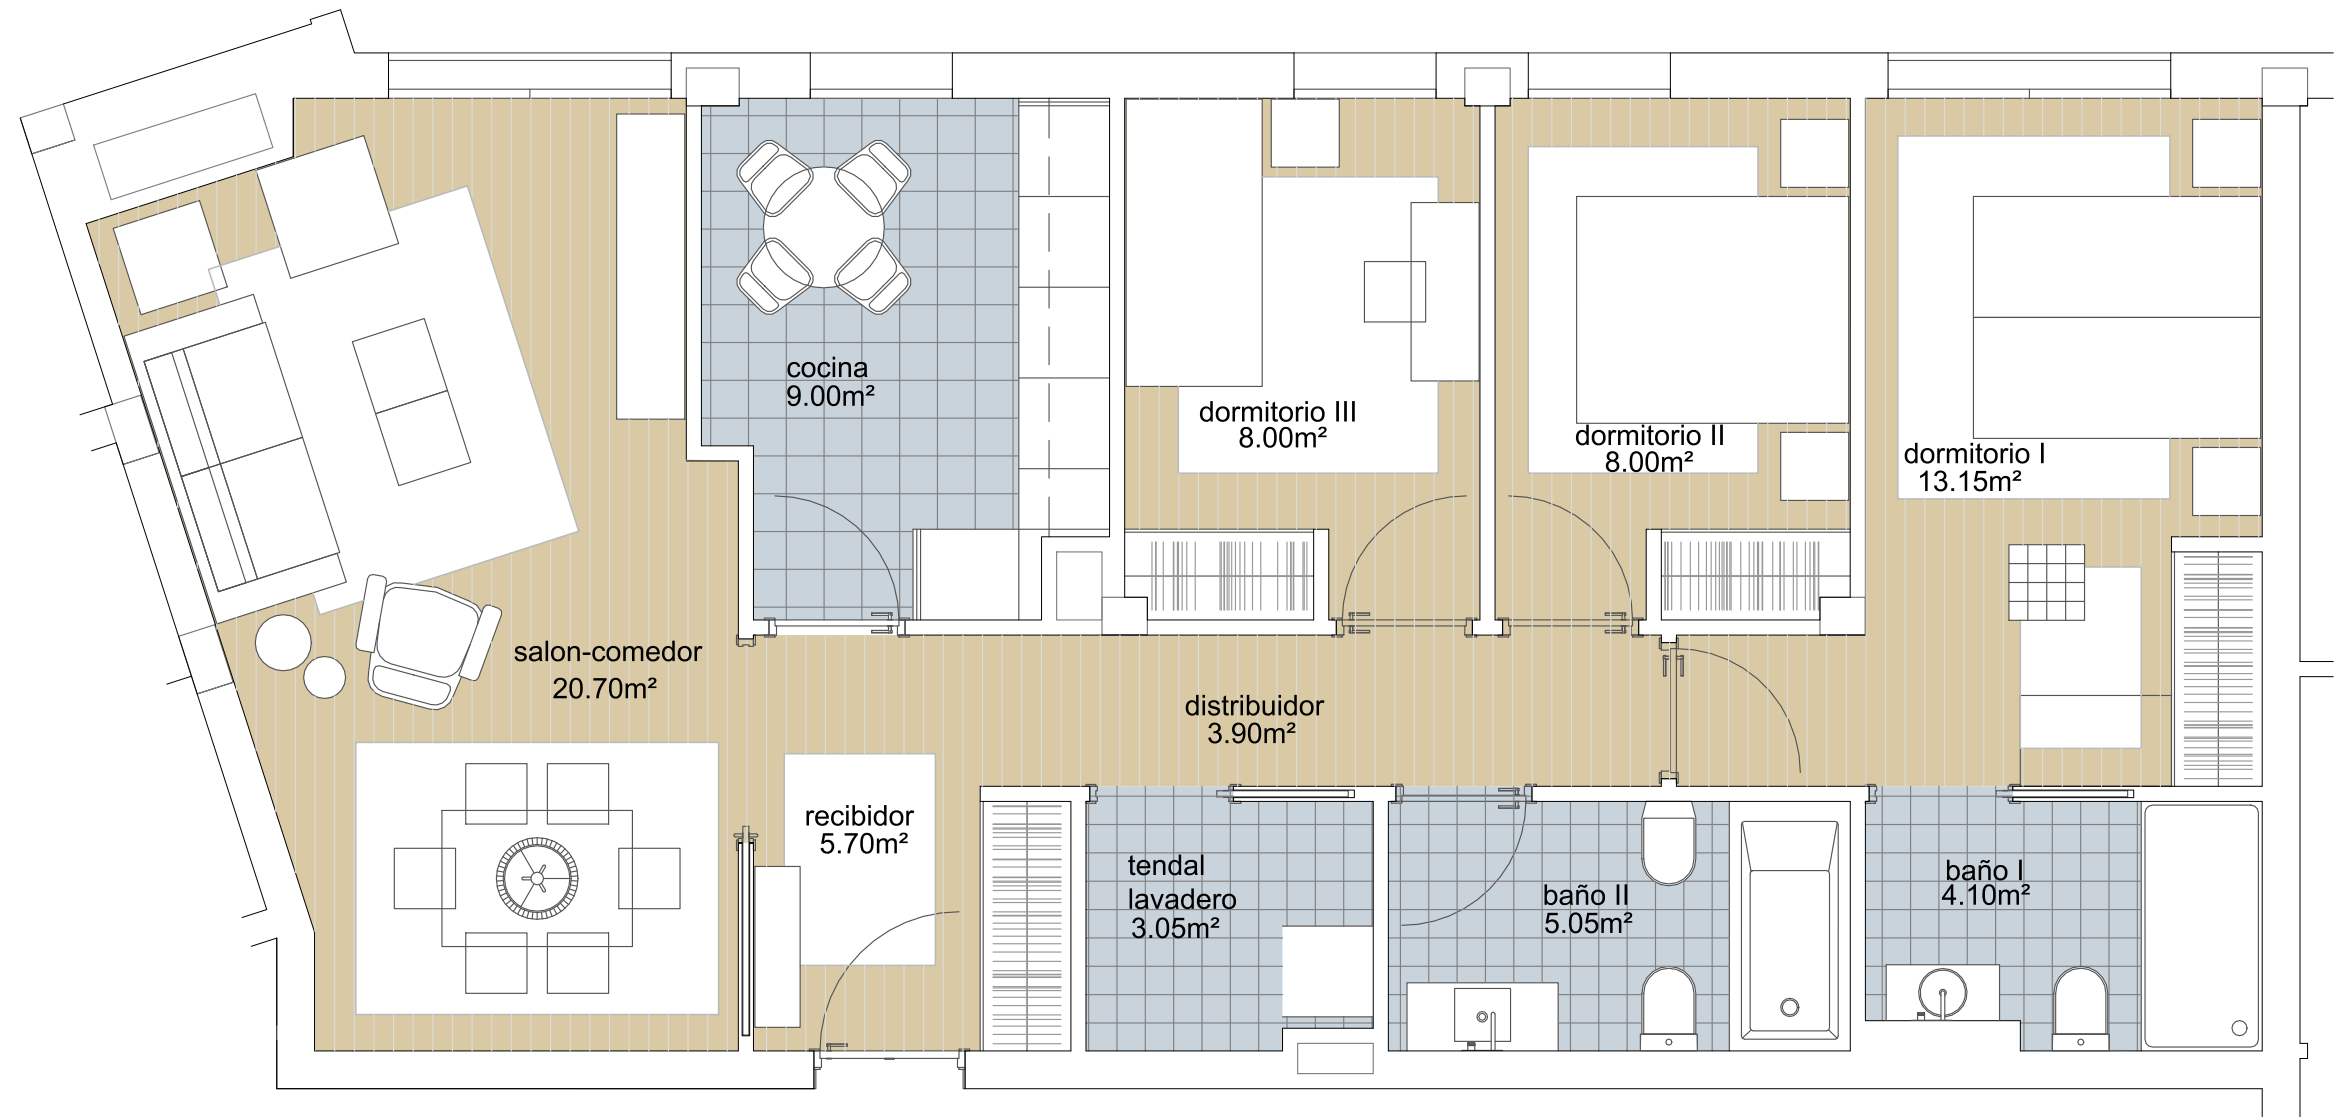 cocina
9.00m²
dormitorio III
8.00m²
dormitorio II
8.00m²
dormitorio I
13.15m²
salon-comedor
20.70m²
distribuidor
3.90m²
recibidor
5.70m²
tendal
lavadero
3.05m²
baño II
5.05m²
baño I
4.10m²